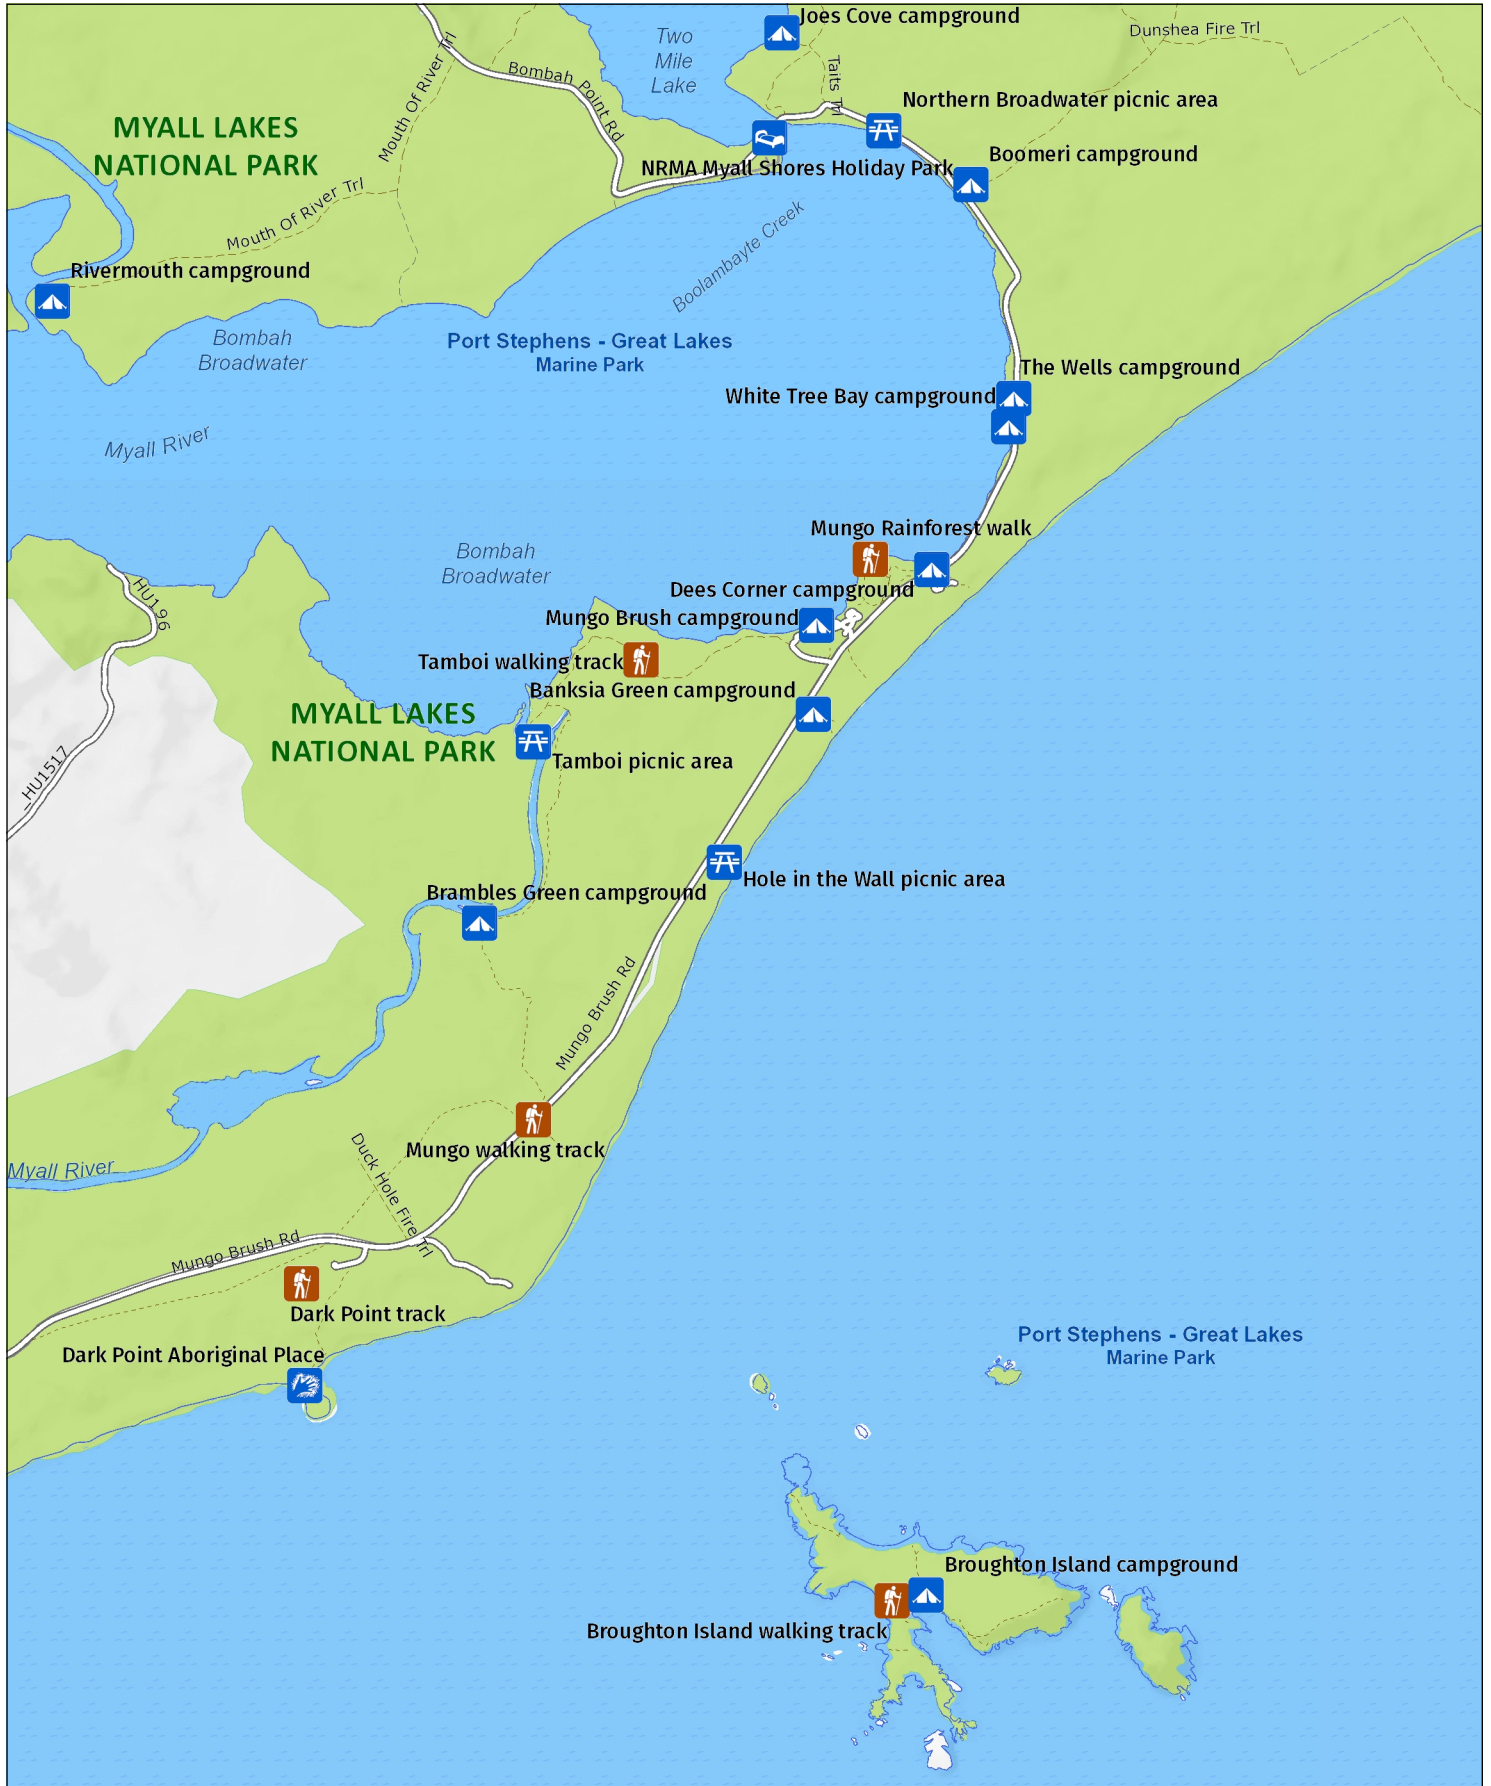 Joes Cove campground
Dunshea Fire Trl
Two
Mile
Lake
Taits Trl
Mouth Of River Trl
Bombah Point Rd
Northern Broadwater picnic area
MYALL LAKES
NATIONAL PARK
Boomeri campground
NRMA Myall Shores Holiday Park
Mouth Of River Trl
Boolambayte Creek
Rivermouth campground
Bombah
Broadwater
Port Stephens - Great Lakes
Marine Park
The Wells campground
White Tree Bay campground
Myall River
Mungo Rainforest walk
Bombah
Broadwater
HU196
Dees Corner campground
Mungo Brush campground
Tamboi walking track
Banksia Green campground
MYALL LAKES
NATIONAL PARK
Tamboi picnic area
_HU1517
Hole in the Wall picnic area
Brambles Green campground
Mungo Brush Rd
Mungo walking track
Duck Hole Fire Trl
Myall River
Mungo Brush Rd
Dark Point track
Port Stephens - Great Lakes
Marine Park
Dark Point Aboriginal Place
Broughton Island campground
Broughton Island walking track